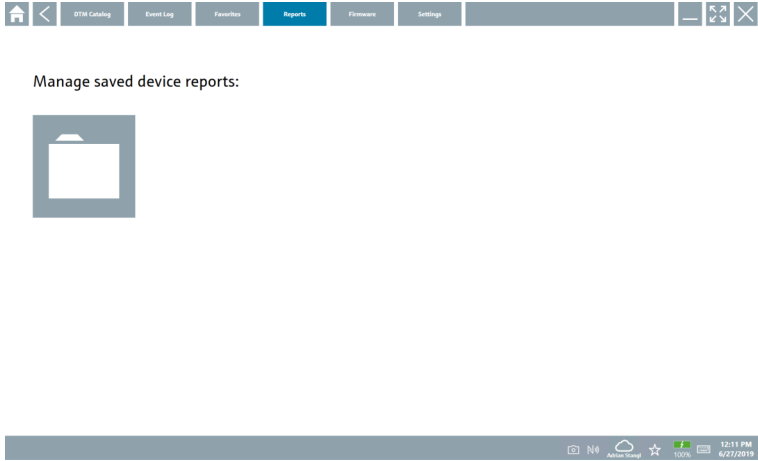 DTM Catalog
Event Log
Favorites
Reports
Firmware
Settings
Manage saved device reports:
Adrian Stangl
100%
12:11 PM
6/27/2019